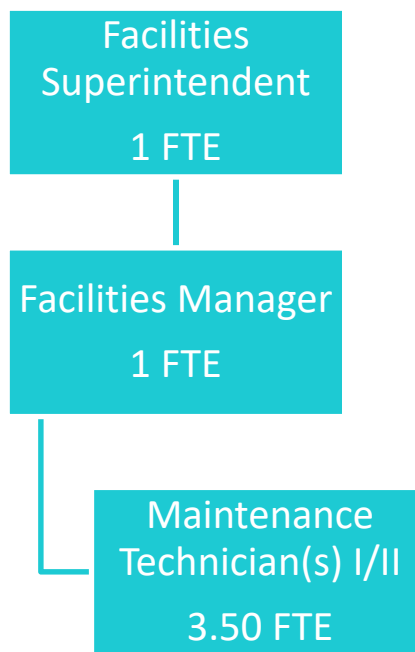 Facilities
Superintendent
1 FTE
Facilities Manager
1 FTE
Maintenance
Technician(s) I/II
3.50 FTE